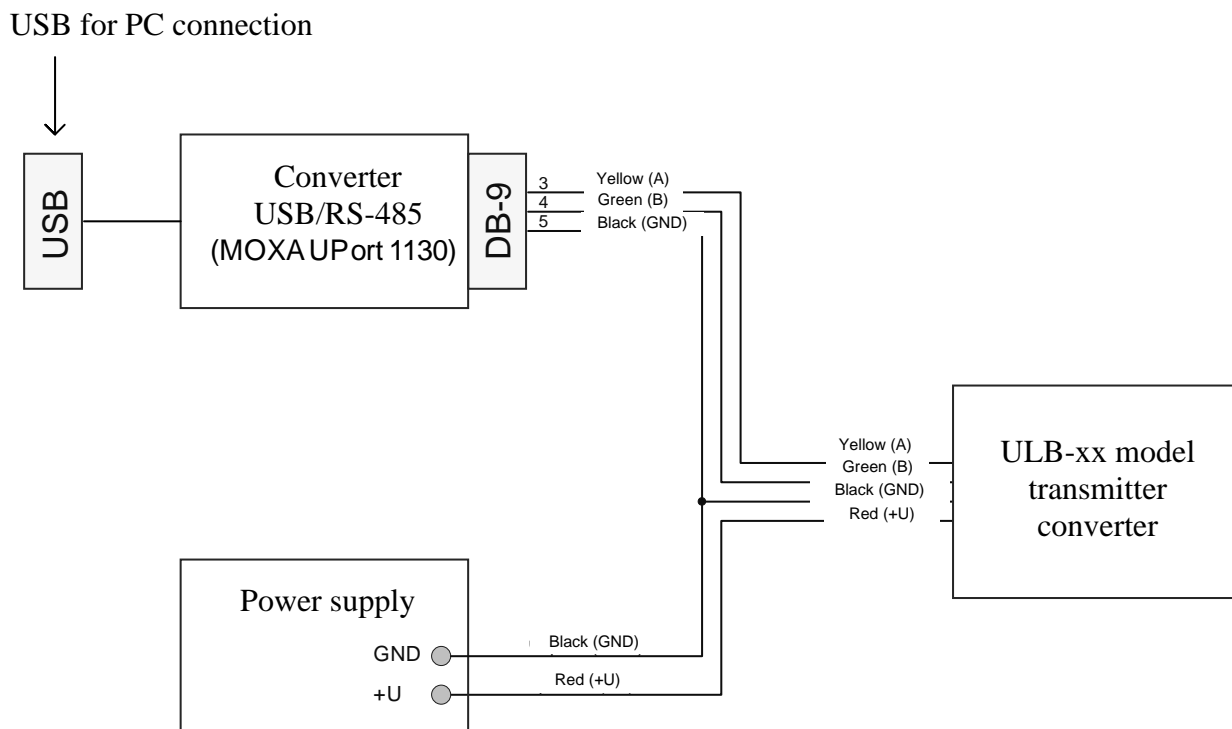 USB for PC connection
USB
Converter
USB/RS-485
(MOXA UPort 1130)
DB-9
3
Yellow (A)
4
Green (B)
5
Black (GND)
Yellow (A)
Green (B)
Black (GND)
Red (+U)
ULB-xx model
transmitter
converter
Power supply
GND
Black (GND)
+U
Red (+U)